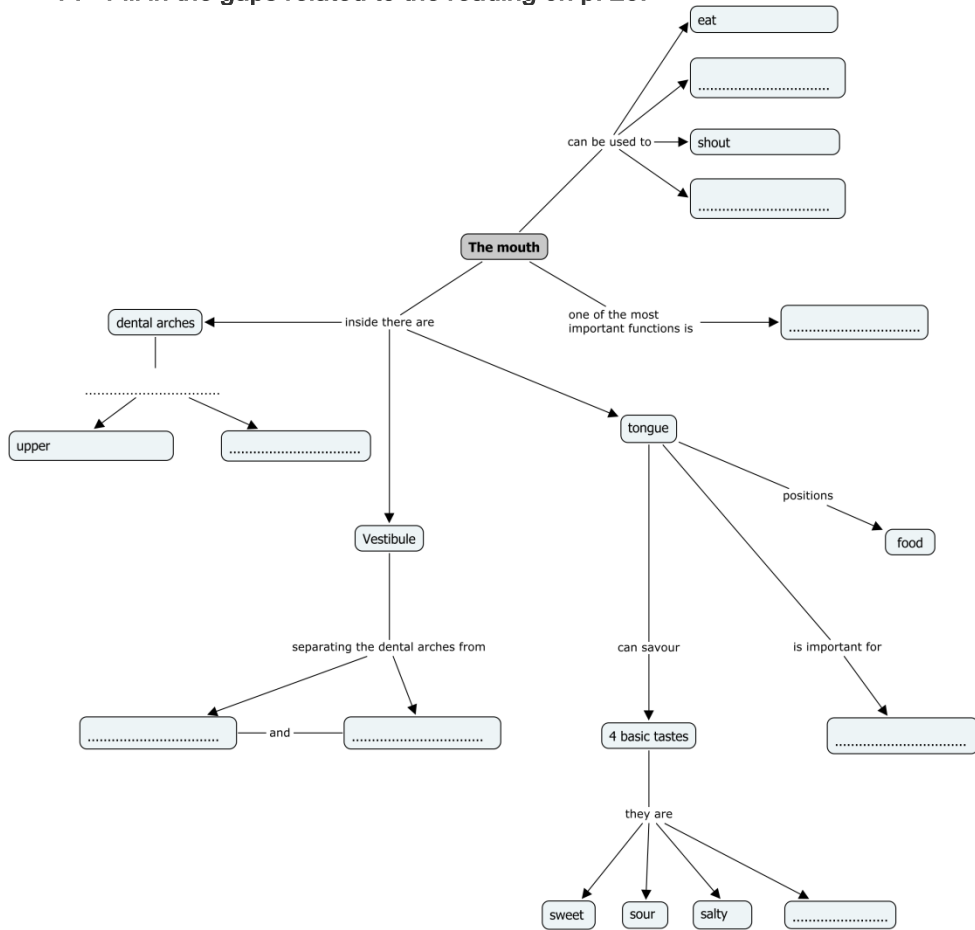 eat
..................................
can be used to
shout
..................................
The mouth
dental arches
inside there are
one of the most
important functions is
..................................
..................................
upper
..................................
tongue
positions
food
Vestibule
separating the dental arches from
can savour
is important for
..................................
and
..................................
4 basic tastes
..................................
they are
sweet
sour
salty
........................